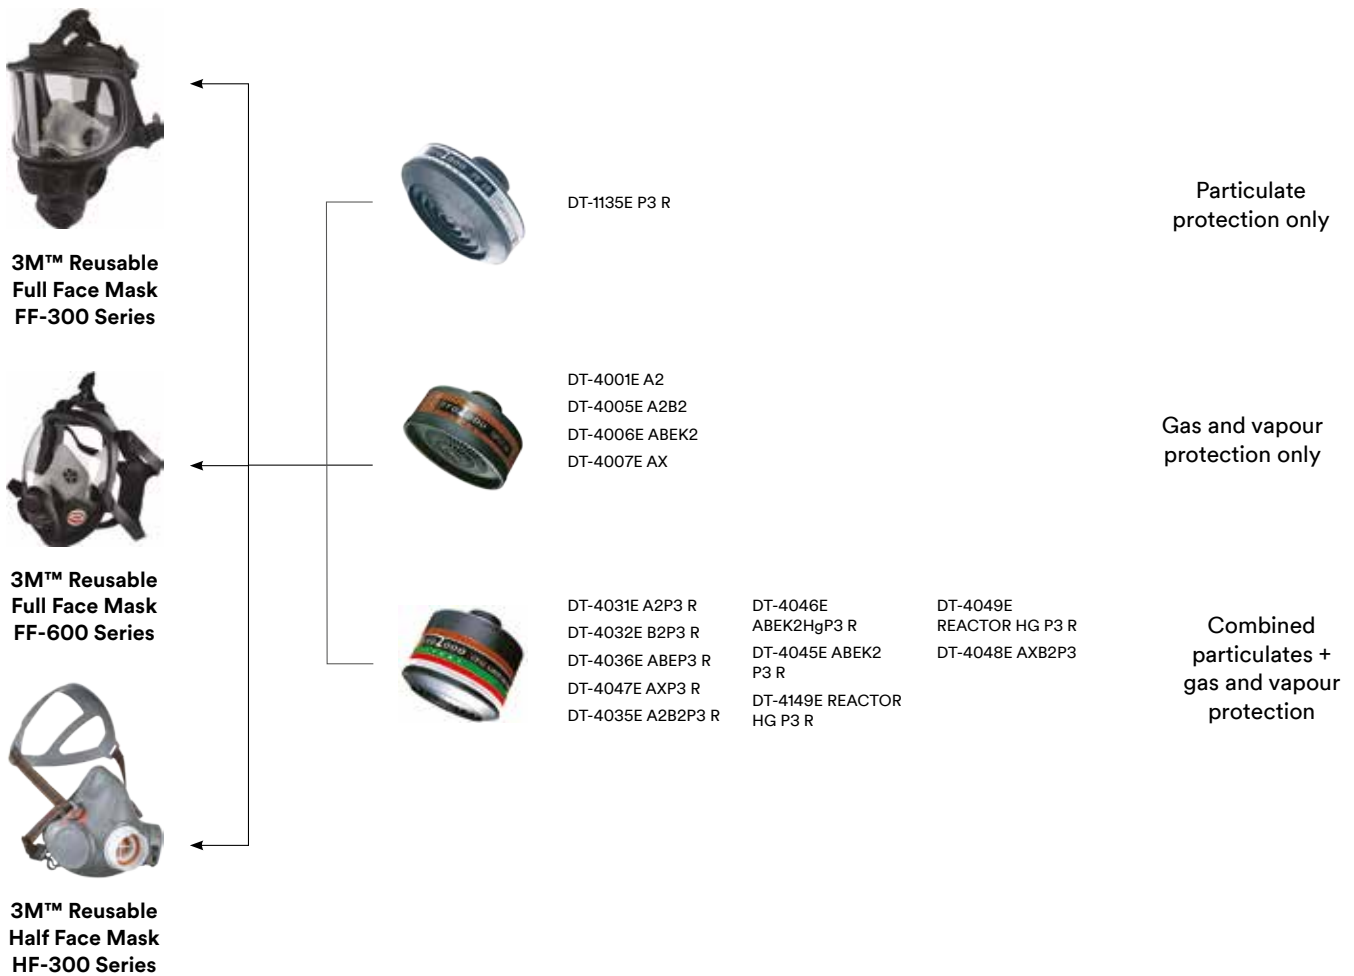 3M™ Reusable
Full Face Mask
FF-300 Series
DT-1135E P3 R
Particulate
protection only
3M™ Reusable
Full Face Mask
FF-600 Series
DT-4001E A2
DT-4005E A2B2
DT-4006E ABEK2
DT-4007E AX
Gas and vapour
protection only
DT-4031E A2P3 R
DT-4032E B2P3 R
DT-4036E ABEP3 R
DT-4047E AXP3 R
DT-4035E A2B2P3 R
DT-4046E
ABEK2HgP3 R
DT-4045E ABEK2
P3 R
DT-4149E REACTOR
HG P3 R
DT-4049E
REACTOR HG P3 R
DT-4048E AXB2P3
Combined
particulates +
gas and vapour
protection
3M™ Reusable
Half Face Mask
HF-300 Series